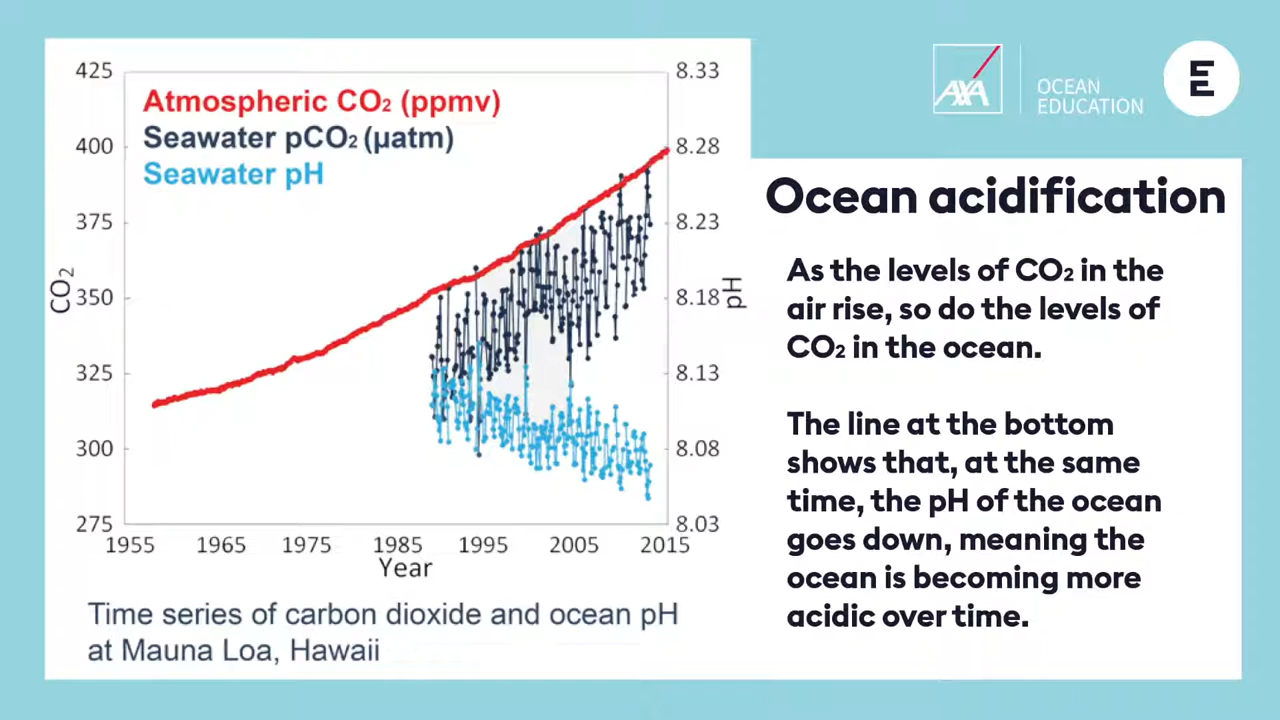 425
400
375
350
325
300
275
CO₂
Atmospheric CO₂ (ppmv)
Seawater pCO₂ (µatm)
Seawater pH
8.33
8.28
8.23
8.18
8.13
8.08
8.03
pH
1955 1965 1975 1985 1995 2005 2015
Year
Time series of carbon dioxide and ocean pH
at Mauna Loa, Hawaii
AXA
OCEAN
EDUCATION
E
Ocean acidification
As the levels of CO₂ in the
air rise, so do the levels of
CO₂ in the ocean.
The line at the bottom
shows that, at the same
time, the pH of the ocean
goes down, meaning the
ocean is becoming more
acidic over time.